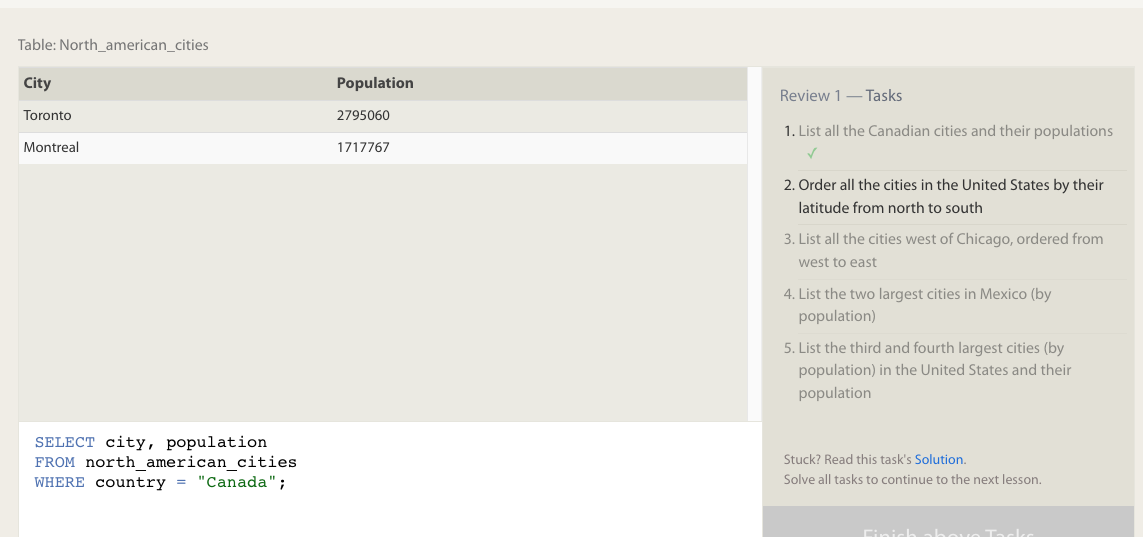 Table: North_american_cities
City Population
Toronto 2795060
Montreal 1717767
SELECT city, population
FROM north_american_cities
WHERE country = "Canada";
Review 1 — Tasks
1. List all the Canadian cities and their populations
✓
2. Order all the cities in the United States by their
latitude from north to south
3. List all the cities west of Chicago, ordered from
west to east
4. List the two largest cities in Mexico (by
population)
5. List the third and fourth largest cities (by
population) in the United States and their
population
Stuck? Read this task's Solution.
Solve all tasks to continue to the next lesson.
Finish above Tasks